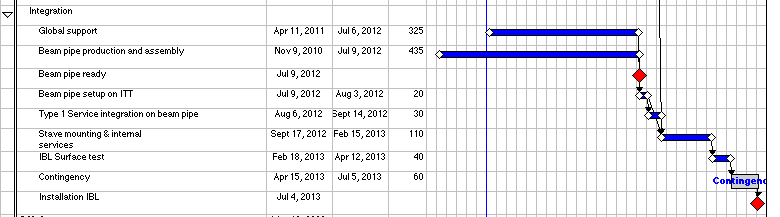 Integration
Global support Apr 11, 2011 Jul 6, 2012 325
Beam pipe production and assembly Nov 9, 2010 Jul 9, 2012 435
Beam pipe ready Jul 9, 2012
Beam pipe setup on ITT Jul 9, 2012 Aug 3, 2012 20
Type 1 Service integration on beam pipe Aug 6, 2012 Sept 14, 2012 30
Stave mounting & internal Sept 17, 2012 Feb 15, 2013 110
services
IBL Surface test Feb 18, 2013 Apr 12, 2013 40
Contingency Apr 15, 2013 Jul 5, 2013 60 Contingenc
Installation IBL Jul 4, 2013